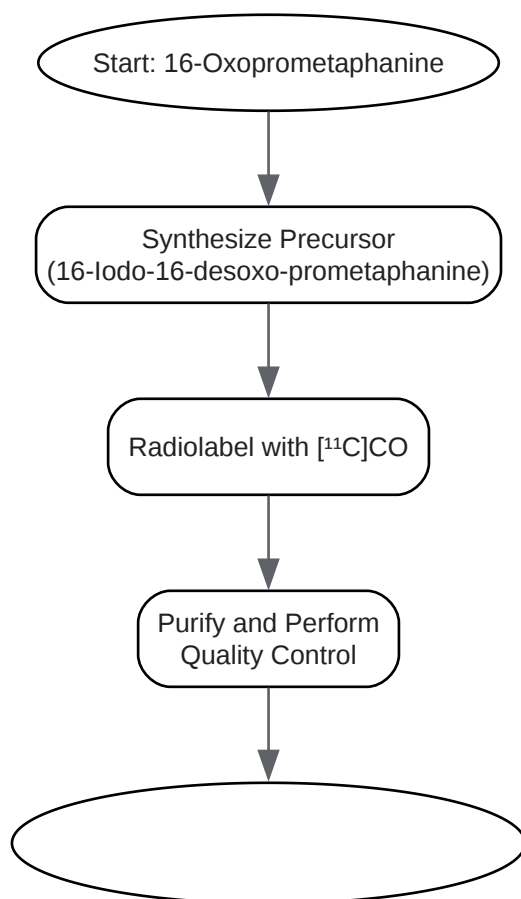 Start: 16-Oxoprometaphanine
Synthesize Precursor
(16-Iodo-16-desoxo-prometaphanine)
Radiolabel with [¹¹C]CO
Purify and Perform
Quality Control